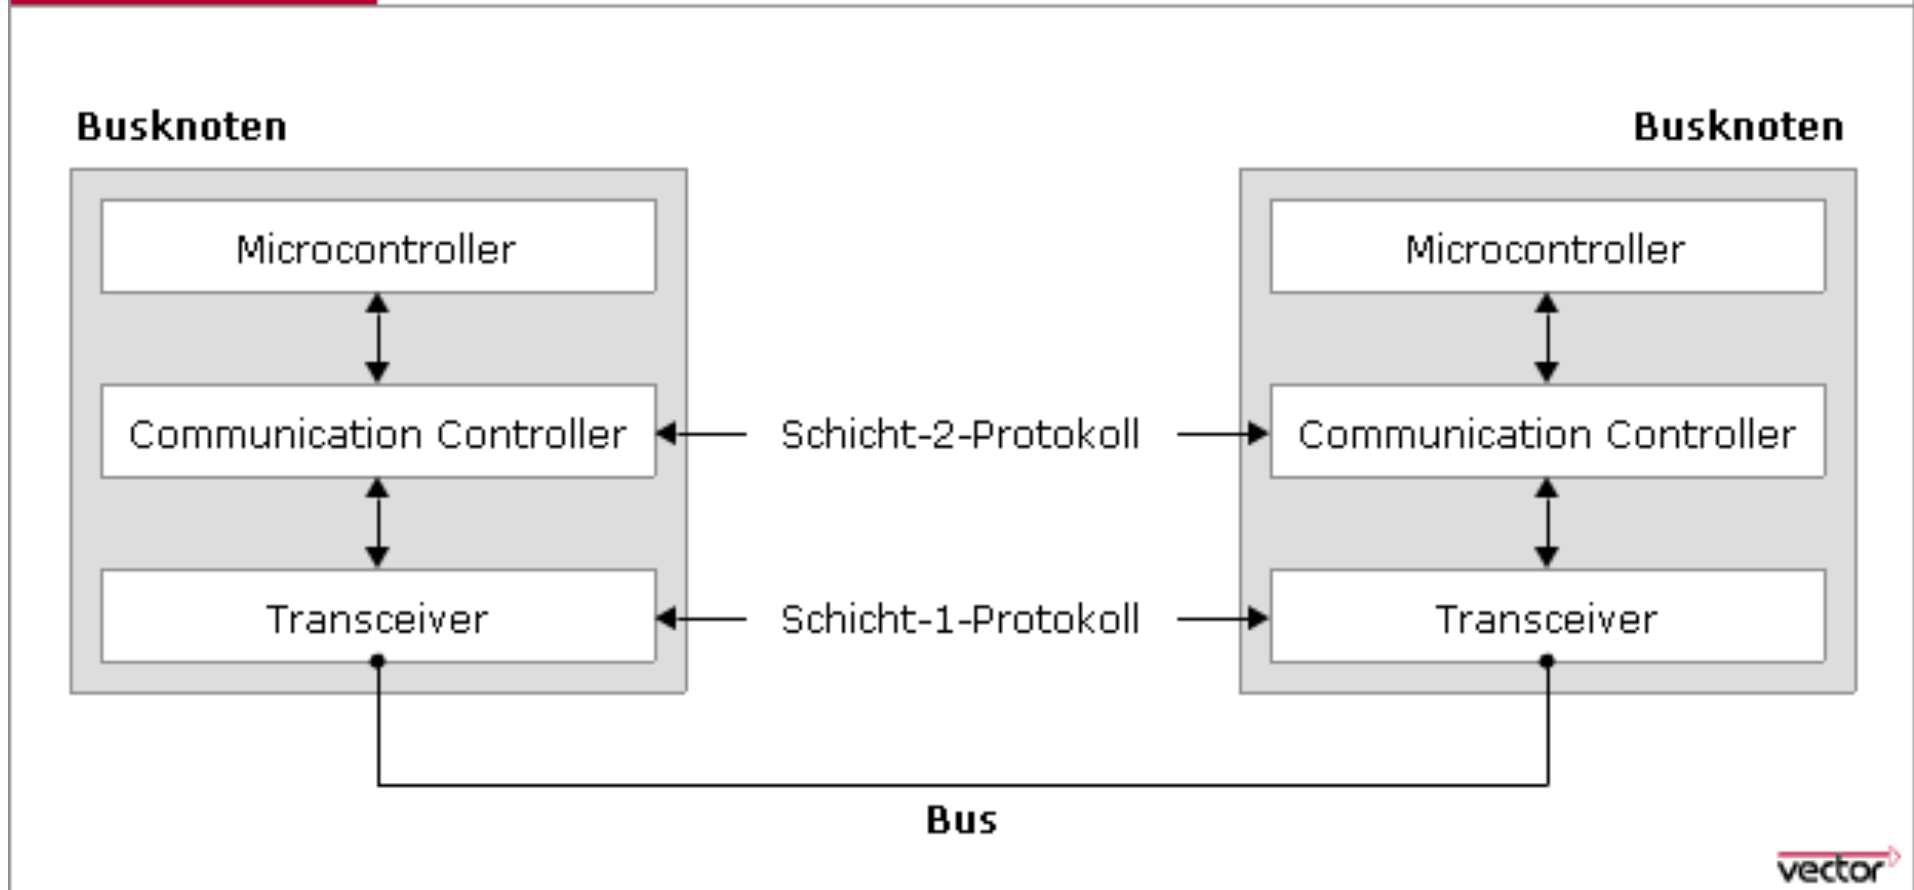 Busknoten
Busknoten
Microcontroller
Microcontroller
Communication Controller
Schicht-2-Protokoll
Communication Controller
Transceiver
Schicht-1-Protokoll
Transceiver
Bus
vector